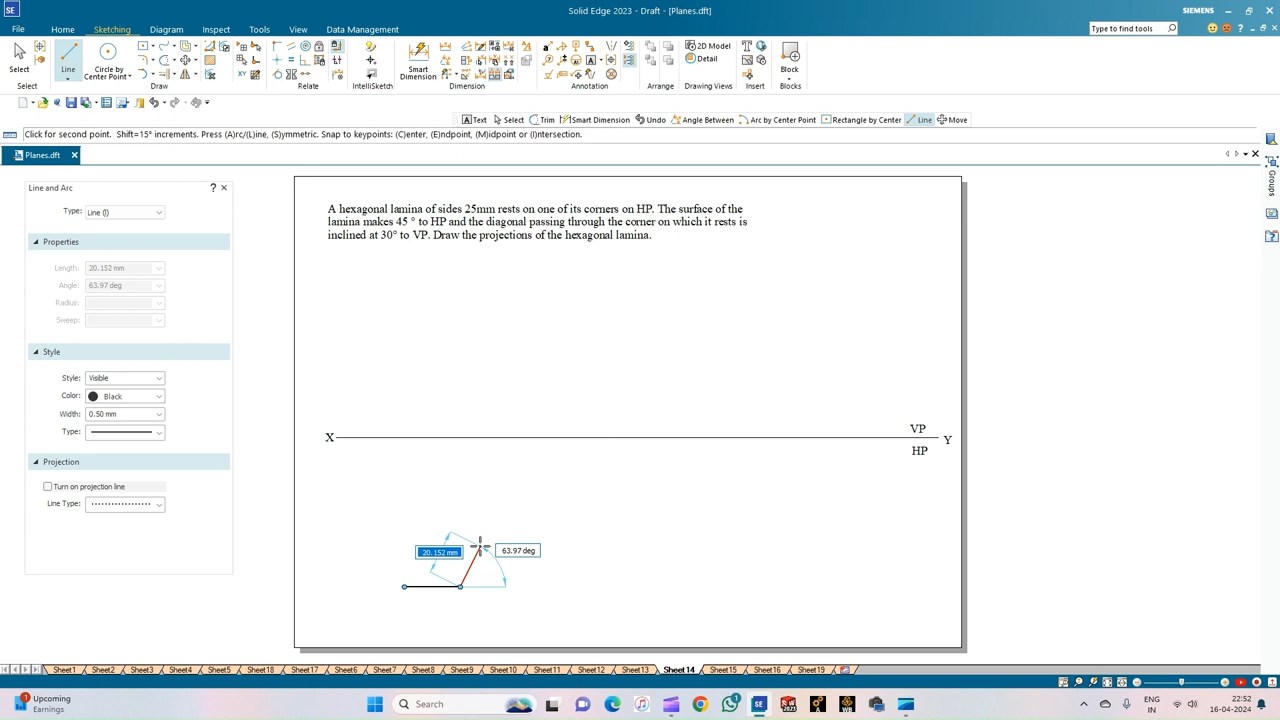 SE Solid Edge 2023 - Draft - [Planes.dft] SIEMENS
File Home Sketching Diagram Inspect Tools View Data Management Type to find tools
Select Line Circle by Center Point Smart Dimension 2D Model Detail Block
Select Draw Relate IntelliSketch Dimension Annotation Arrange Drawing Views Insert Blocks
Text Select Trim Smart Dimension Undo Angle Between Arc by Center Point Rectangle by Center Line Move
Click for second point. Shift=15° increments. Press (A)rc/(L)ine, (S)ymmetric. Snap to keypoints: (C)enter, (E)ndpoint, (M)idpoint or (I)ntersection.
Planes.dft
Groups
Line and Arc ?
Type: Line (l)
Properties
Length: 20.152 mm
Angle: 63.97 deg
Radius:
Sweep:
Style
Style: Visible
Color: Black
Width: 0.50 mm
Type:
Projection
Turn on projection line
Line Type:
A hexagonal lamina of sides 25mm rests on one of its corners on HP. The surface of the
lamina makes 45 ° to HP and the diagonal passing through the corner on which it rests is
inclined at 30° to VP. Draw the projections of the hexagonal lamina.
VP
X Y
HP
20.152 mm 63.97 deg
Sheet1 Sheet2 Sheet3 Sheet4 Sheet5 Sheet18 Sheet17 Sheet6 Sheet7 Sheet8 Sheet9 Sheet10 Sheet11 Sheet12 Sheet13 Sheet14 Sheet15 Sheet16 Sheet19
Upcoming
Earnings
Search
ENG
IN
22:52
16-04-2024